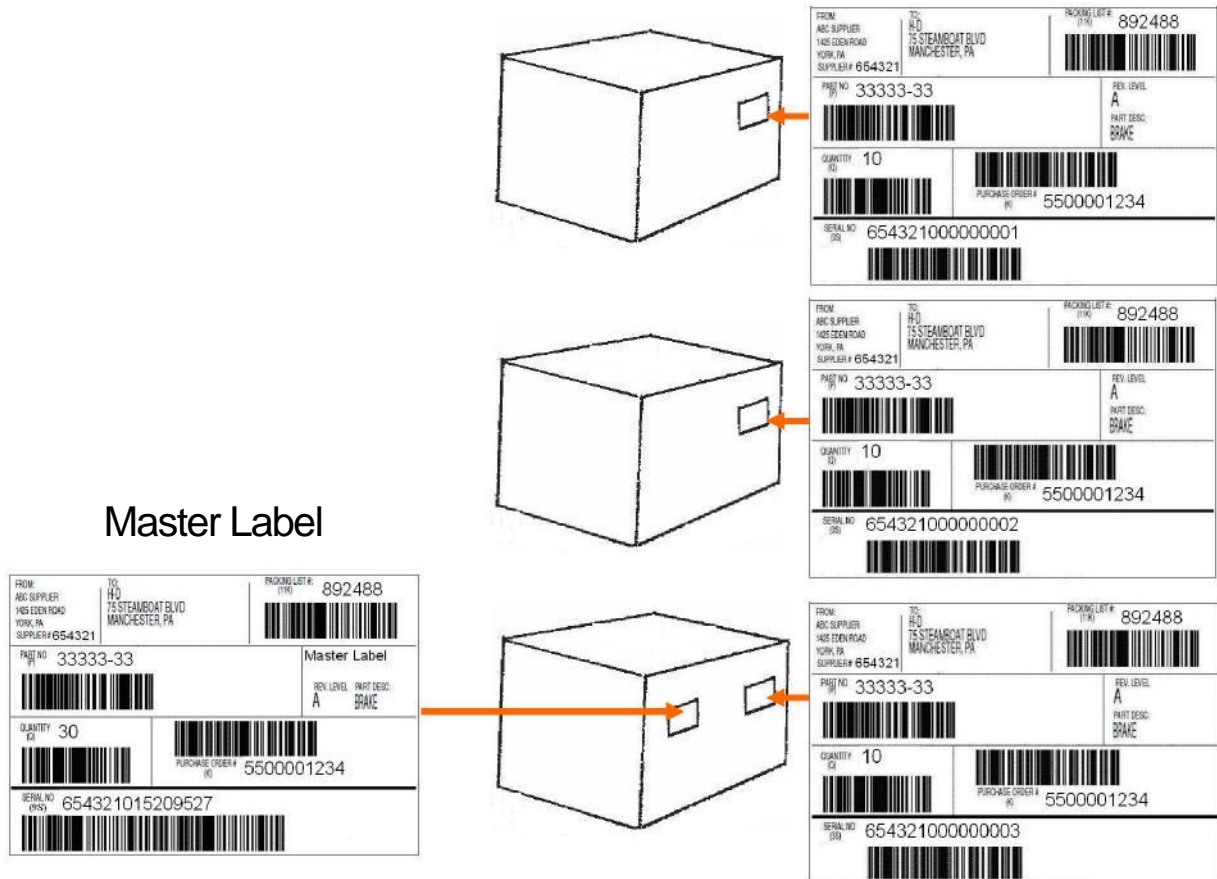 FROM:
ABC SUPPLIER
1425 EDEN ROAD
YORK, PA
SUPPLIER# 654321
TO:
H-D
75 STEAMBOAT BLVD
MANCHESTER, PA
PACKING LIST #:
(11K)
892488
PART NO
(P)
33333-33
REV. LEVEL
A
PART DESC:
BRAKE
QUANTITY
(Q)
10
PURCHASE ORDER #
(K)
5500001234
SERIAL NO
(3S)
654321000000001
FROM:
ABC SUPPLIER
1425 EDEN ROAD
YORK, PA
SUPPLIER# 654321
TO:
H-D
75 STEAMBOAT BLVD
MANCHESTER, PA
PACKING LIST #:
(11K)
892488
PART NO
(P)
33333-33
REV. LEVEL
A
PART DESC:
BRAKE
QUANTITY
(Q)
10
PURCHASE ORDER #
(K)
5500001234
SERIAL NO
(3S)
654321000000002
Master Label
FROM:
ABC SUPPLIER
1425 EDEN ROAD
YORK, PA
SUPPLIER# 654321
TO:
H-D
75 STEAMBOAT BLVD
MANCHESTER, PA
PACKING LIST #:
(11K)
892488
PART NO
(P)
33333-33
Master Label
REV. LEVEL PART DESC:
A BRAKE
QUANTITY
(Q)
30
PURCHASE ORDER #
(K)
5500001234
SERIAL NO
(9S)
654321015209527
FROM:
ABC SUPPLIER
1425 EDEN ROAD
YORK, PA
SUPPLIER# 654321
TO:
H-D
75 STEAMBOAT BLVD
MANCHESTER, PA
PACKING LIST #:
(11K)
892488
PART NO
(P)
33333-33
REV. LEVEL
A
PART DESC:
BRAKE
QUANTITY
(Q)
10
PURCHASE ORDER #
(K)
5500001234
SERIAL NO
(3S)
654321000000003